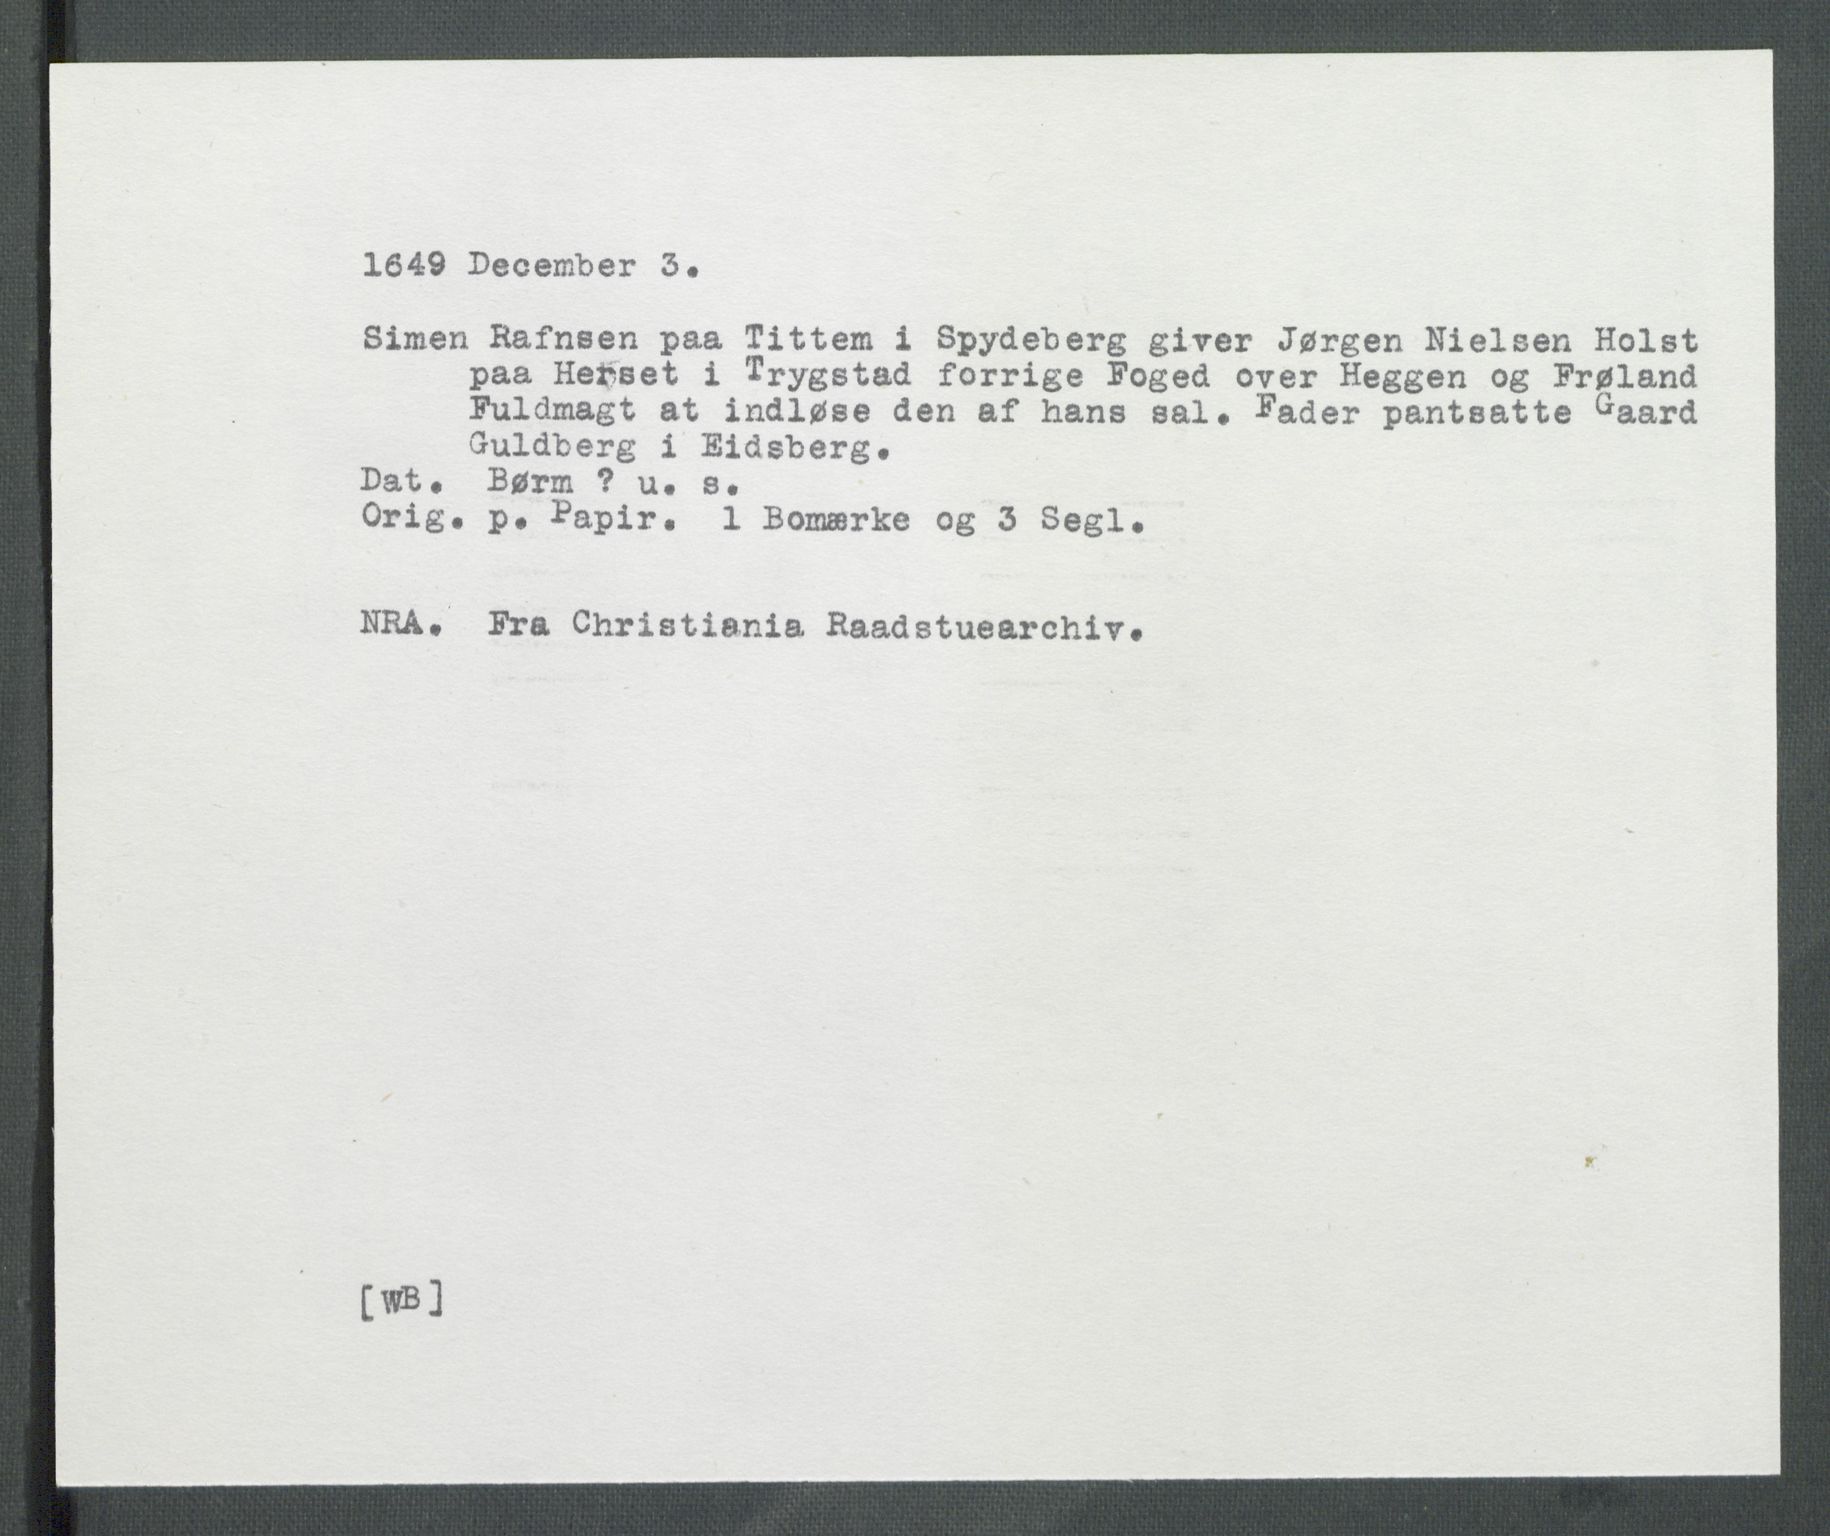 1649 December 3.
Simen Rafnsen paa Tittem i Spydeberg giver Jørgen Nielsen Holst
paa Herset i Trygstad forrige Foged over Heggen og Frøland
Fuldmagt at indløse den af hans sal. Fader pantsatte Gaard
Guldberg i Eidsberg.
Dat. Børm ? u. s.
Orig. p. Papir. 1 Bomærke og 3 Segl.
NRA. Fra Christiania Raadstuearchiv.
[WB]